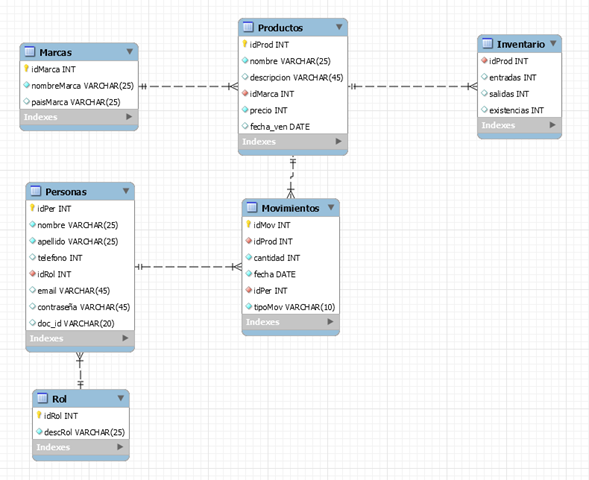 Marcas
idMarca INT
nombreMarca VARCHAR(25)
paisMarca VARCHAR(25)
Indexes
Productos
idProd INT
nombre VARCHAR(25)
descripcion VARCHAR(45)
idMarca INT
precio INT
fecha_ven DATE
Indexes
Inventario
idProd INT
entradas INT
salidas INT
existencias INT
Indexes
Personas
idPer INT
nombre VARCHAR(25)
apellido VARCHAR(25)
telefono INT
idRol INT
email VARCHAR(45)
contraseña VARCHAR(45)
doc_id VARCHAR(20)
Indexes
Movimientos
idMov INT
idProd INT
cantidad INT
fecha DATE
idPer INT
tipoMov VARCHAR(10)
Indexes
Rol
idRol INT
descRol VARCHAR(25)
Indexes